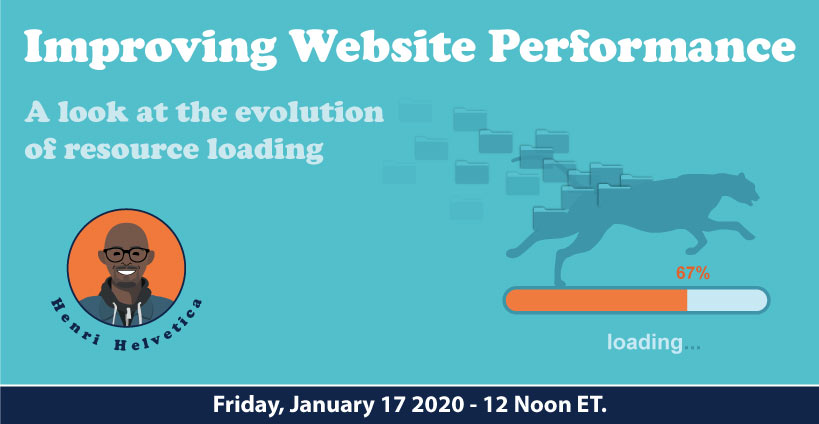 Improving Website Performance
A look at the evolution
of resource loading
Henri Helvetica
67%
loading...
Friday, January 17 2020 - 12 Noon ET.